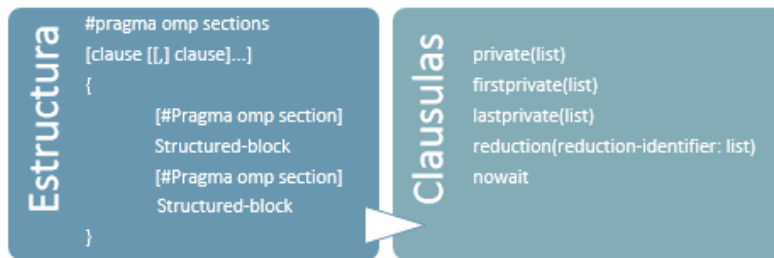 Estructura
#pragma omp sections
[clause [[,] clause]...]
{
[#Pragma omp section]
Structured-block
[#Pragma omp section]
Structured-block
}
Clausulas
private(list)
firstprivate(list)
lastprivate(list)
reduction(reduction-identifier: list)
nowait